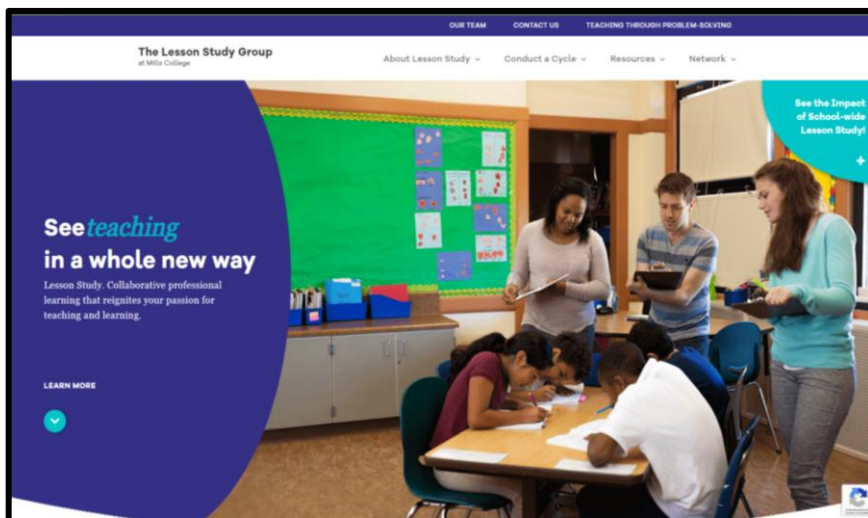 OUR TEAM CONTACT US TEACHING THROUGH PROBLEM-SOLVING
The Lesson Study Group
at Mills College
About Lesson Study Conduct a Cycle Resources Network
See the Impact
of School-wide
Lesson Study!
+
See teaching
in a whole new way
Lesson Study. Collaborative professional
learning that reignites your passion for
teaching and learning.
LEARN MORE